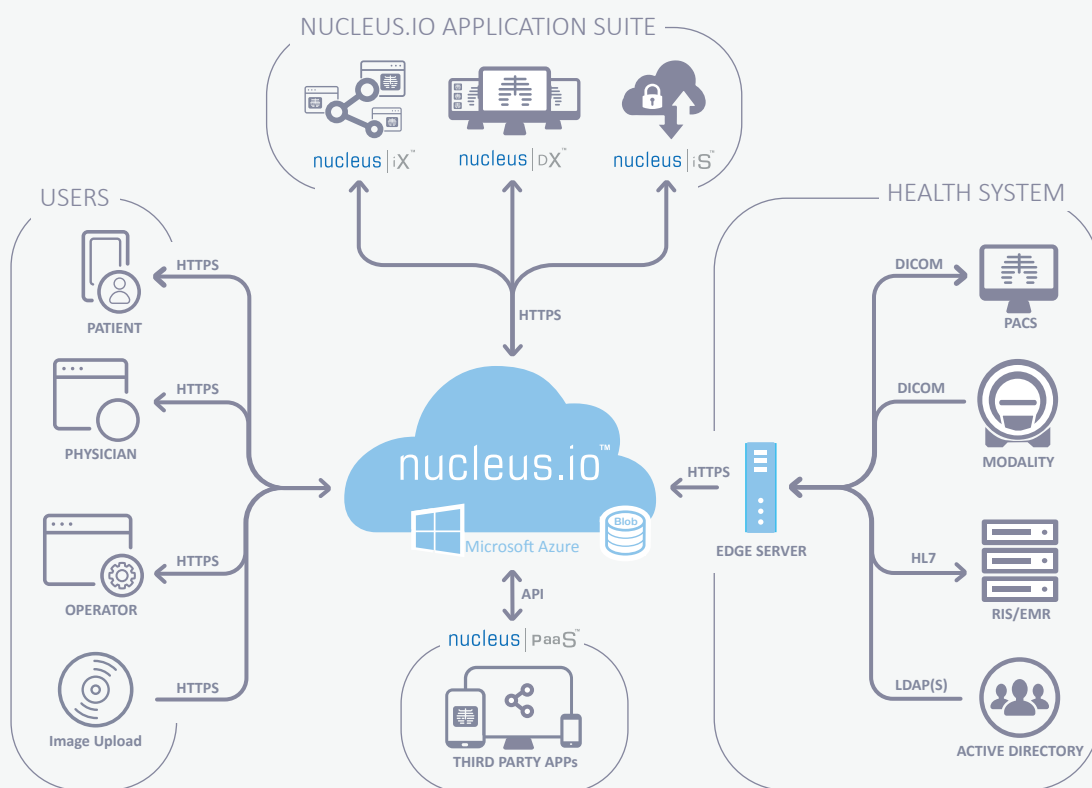 NUCLEUS.IO APPLICATION SUITE
nucleus|iX™
nucleus|DX™
nucleus|iS™
HTTPS
USERS
HTTPS
PATIENT
HTTPS
PHYSICIAN
HTTPS
OPERATOR
HTTPS
Image Upload
nucleus.io™
Microsoft Azure
Blob
API
nucleus|PaaS™
THIRD PARTY APPs
HEALTH SYSTEM
HTTPS
EDGE SERVER
DICOM
PACS
DICOM
MODALITY
HL7
RIS/EMR
LDAP(S)
ACTIVE DIRECTORY